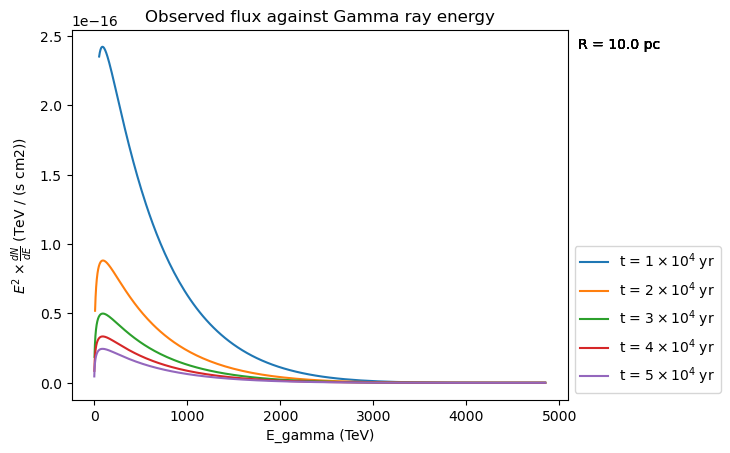 Observed flux against Gamma ray energy
1e−16
R = 10.0 pc
2.5
2.0
1.5
1.0
0.5
0.0
E² × dN/dE (TeV / (s cm2))
0 1000 2000 3000 4000 5000
E_gamma (TeV)
t = 1 × 10⁴ yr
t = 2 × 10⁴ yr
t = 3 × 10⁴ yr
t = 4 × 10⁴ yr
t = 5 × 10⁴ yr